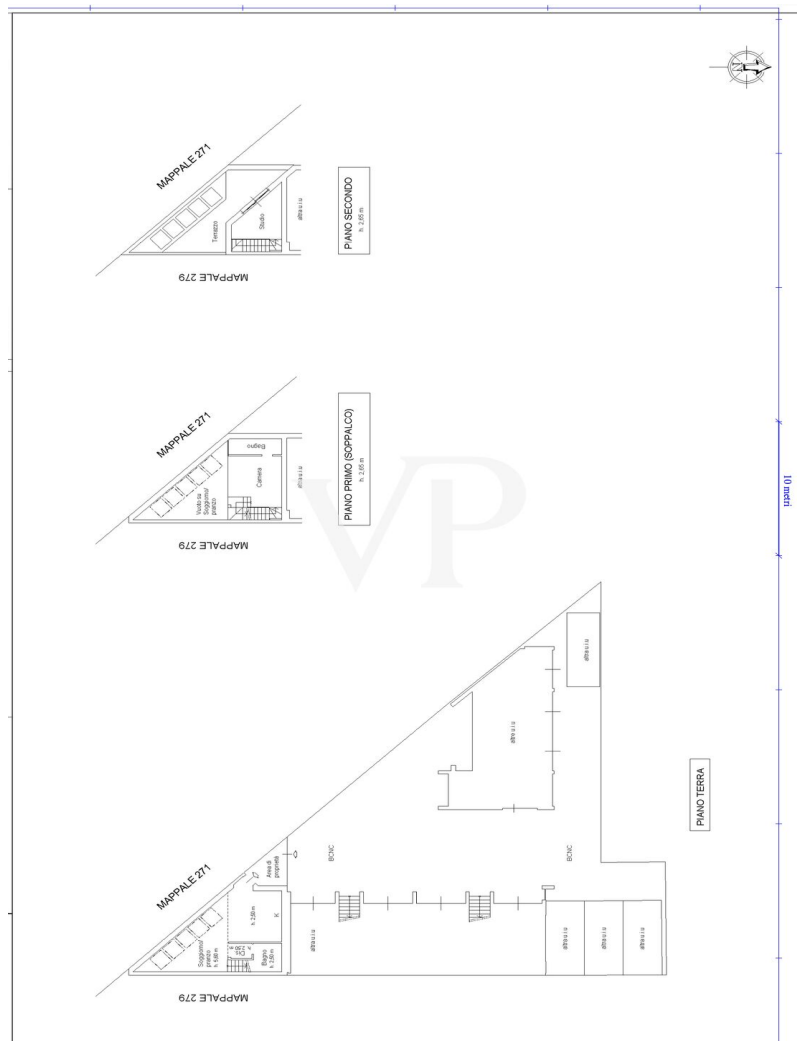 MAPPALE 271
Terrazzo
Studio
altra u.i.u
PIANO SECONDO
h. 2,65 m
MAPPALE 279
MAPPALE 271
Bagno
Camera
Vuoto su
Soggiorno/
pranzo
altra u.i.u
PIANO PRIMO (SOPPALCO)
h. 2,65 m
MAPPALE 279
10 metri
VP
altra u.i.u
altra u.i.u
PIANO TERRA
MAPPALE 271
Area di
proprietà
BCNC
BCNC
h. 2,60 m
K
Soggiorno/
pranzo
h. 5,60 m
Dis.
Bagno
h. 2,60 m
altra u.i.u
altra u.i.u
altra u.i.u
altra u.i.u
MAPPALE 279